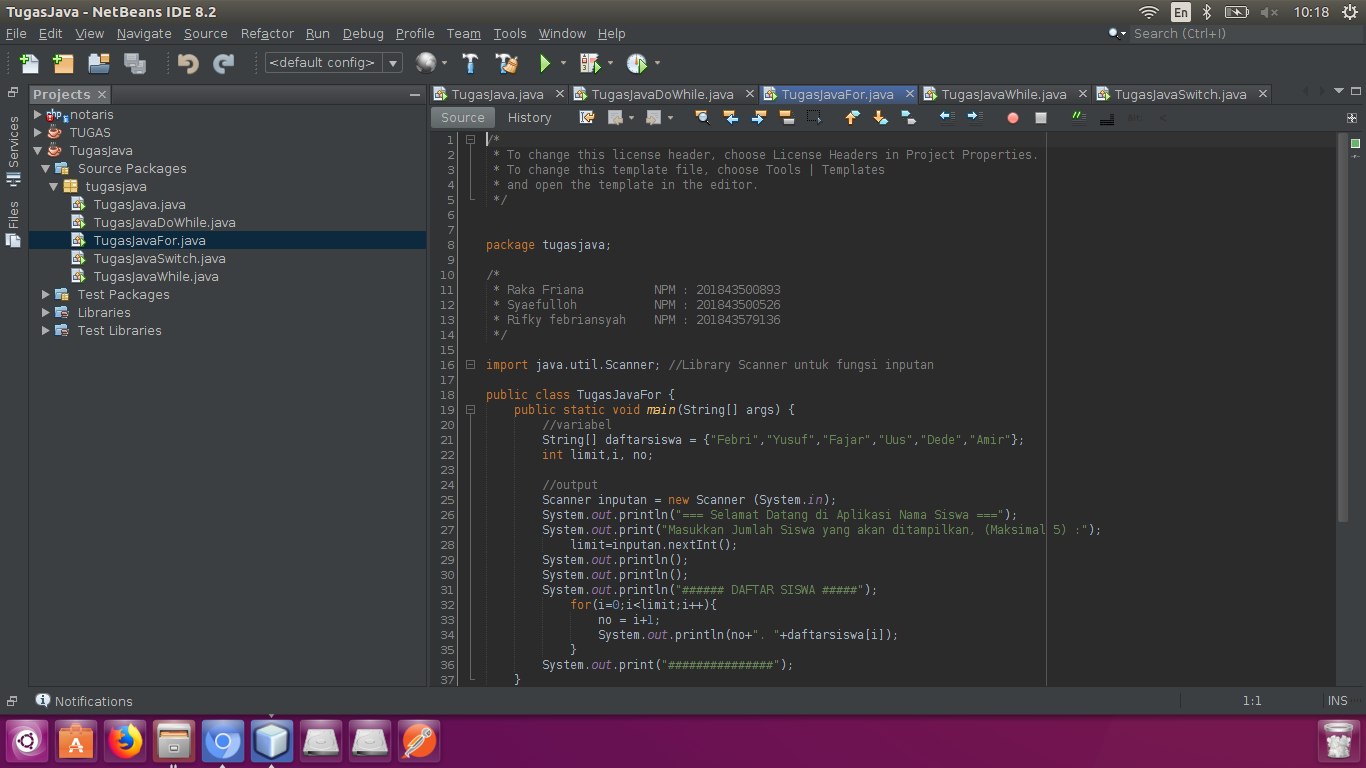 TugasJava - NetBeans IDE 8.2
En
10:18
File Edit View Navigate Source Refactor Run Debug Profile Team Tools Window Help
Search (Ctrl+I)
<default config>
Projects
Services
Files
notaris
TUGAS
TugasJava
Source Packages
tugasjava
TugasJava.java
TugasJavaDoWhile.java
TugasJavaFor.java
TugasJavaSwitch.java
TugasJavaWhile.java
Test Packages
Libraries
Test Libraries
TugasJava.java TugasJavaDoWhile.java TugasJavaFor.java TugasJavaWhile.java TugasJavaSwitch.java
Source History
1 /*
2 * To change this license header, choose License Headers in Project Properties.
3 * To change this template file, choose Tools | Templates
4 * and open the template in the editor.
5 */
6
7
8 package tugasjava;
9
10 /*
11 * Raka Friana NPM : 201843500893
12 * Syaefulloh NPM : 201843500526
13 * Rifky febriansyah NPM : 201843579136
14 */
15
16 import java.util.Scanner; //Library Scanner untuk fungsi inputan
17
18 public class TugasJavaFor {
19 public static void main(String[] args) {
20 //variabel
21 String[] daftarsiswa = {"Febri","Yusuf","Fajar","Uus","Dede","Amir"};
22 int limit,i, no;
23
24 //output
25 Scanner inputan = new Scanner (System.in);
26 System.out.println("=== Selamat Datang di Aplikasi Nama Siswa ===");
27 System.out.print("Masukkan Jumlah Siswa yang akan ditampilkan, (Maksimal 5) :");
28 limit=inputan.nextInt();
29 System.out.println();
30 System.out.println();
31 System.out.println("###### DAFTAR SISWA #####");
32 for(i=0;i<limit;i++){
33 no = i+1;
34 System.out.println(no+". "+daftarsiswa[i]);
35 }
36 System.out.print("###############");
37 }
Notifications
1:1
INS